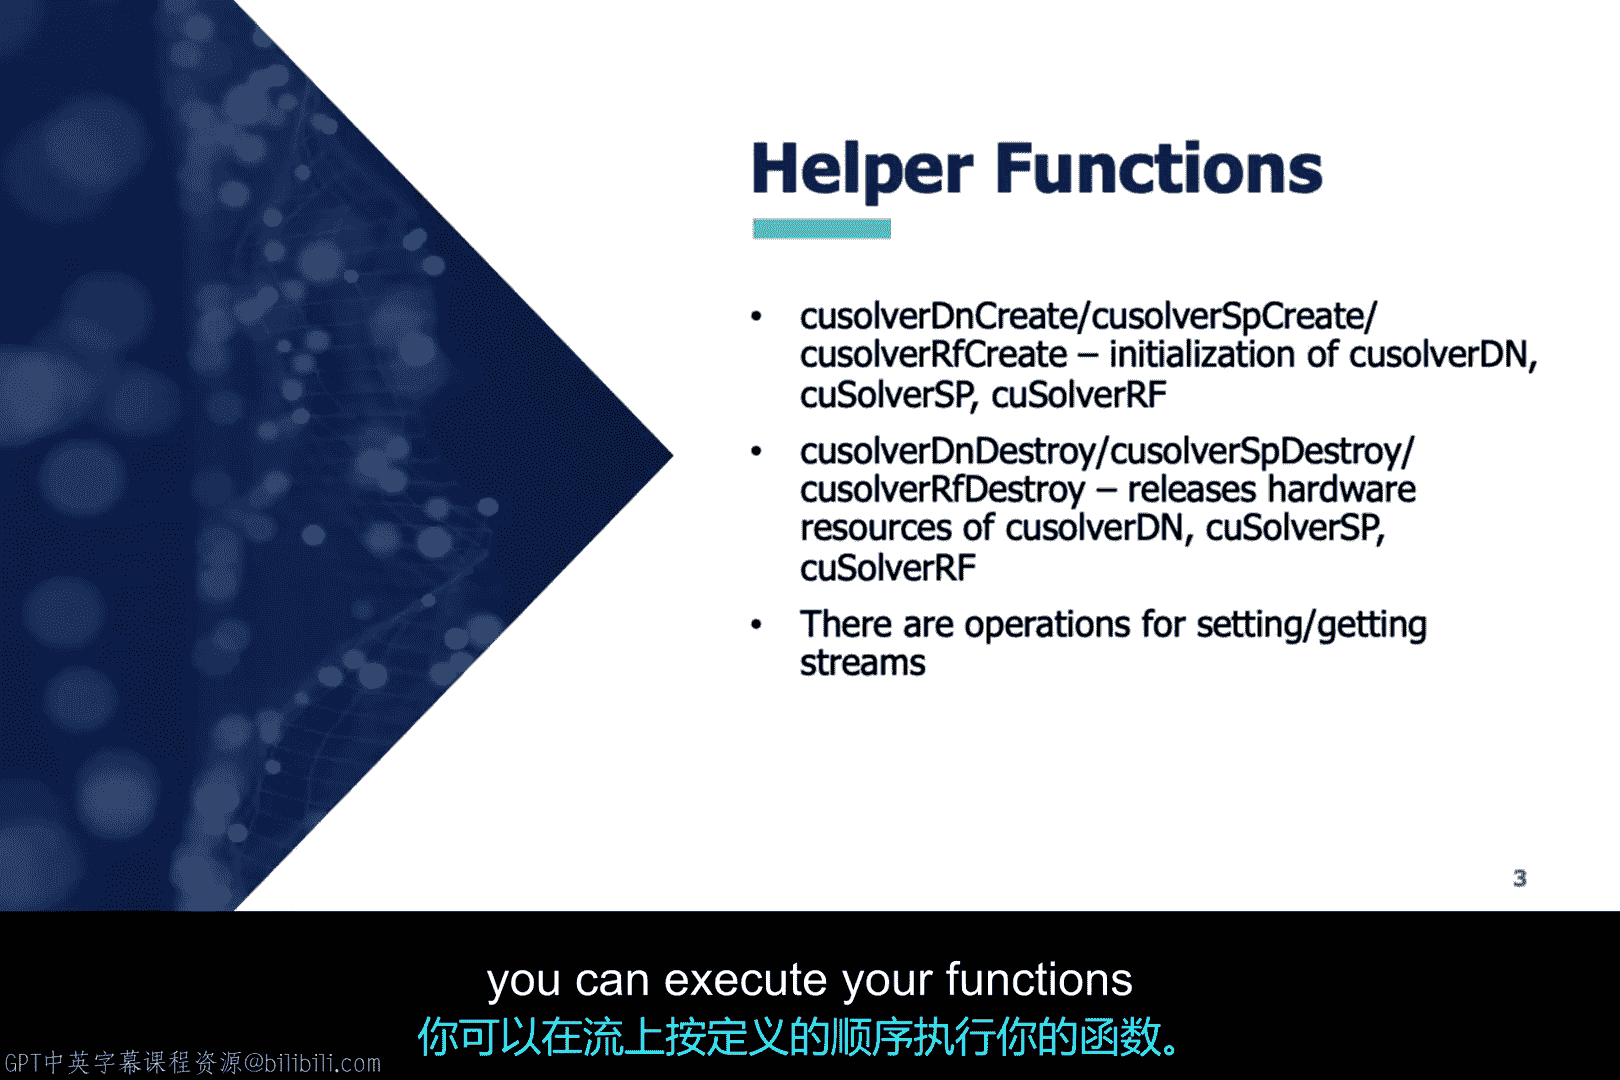 Helper Functions
• cusolverDnCreate/cusolverSpCreate/
cusolverRfCreate – initialization of cusolverDN,
cuSolverSP, cuSolverRF
• cusolverDnDestroy/cusolverSpDestroy/
cusolverRfDestroy – releases hardware
resources of cusolverDN, cuSolverSP,
cuSolverRF
• There are operations for setting/getting
streams
3
you can execute your functions
你可以在流上按定义的顺序执行你的函数。
GPT中英字幕课程资源@bilibili.com